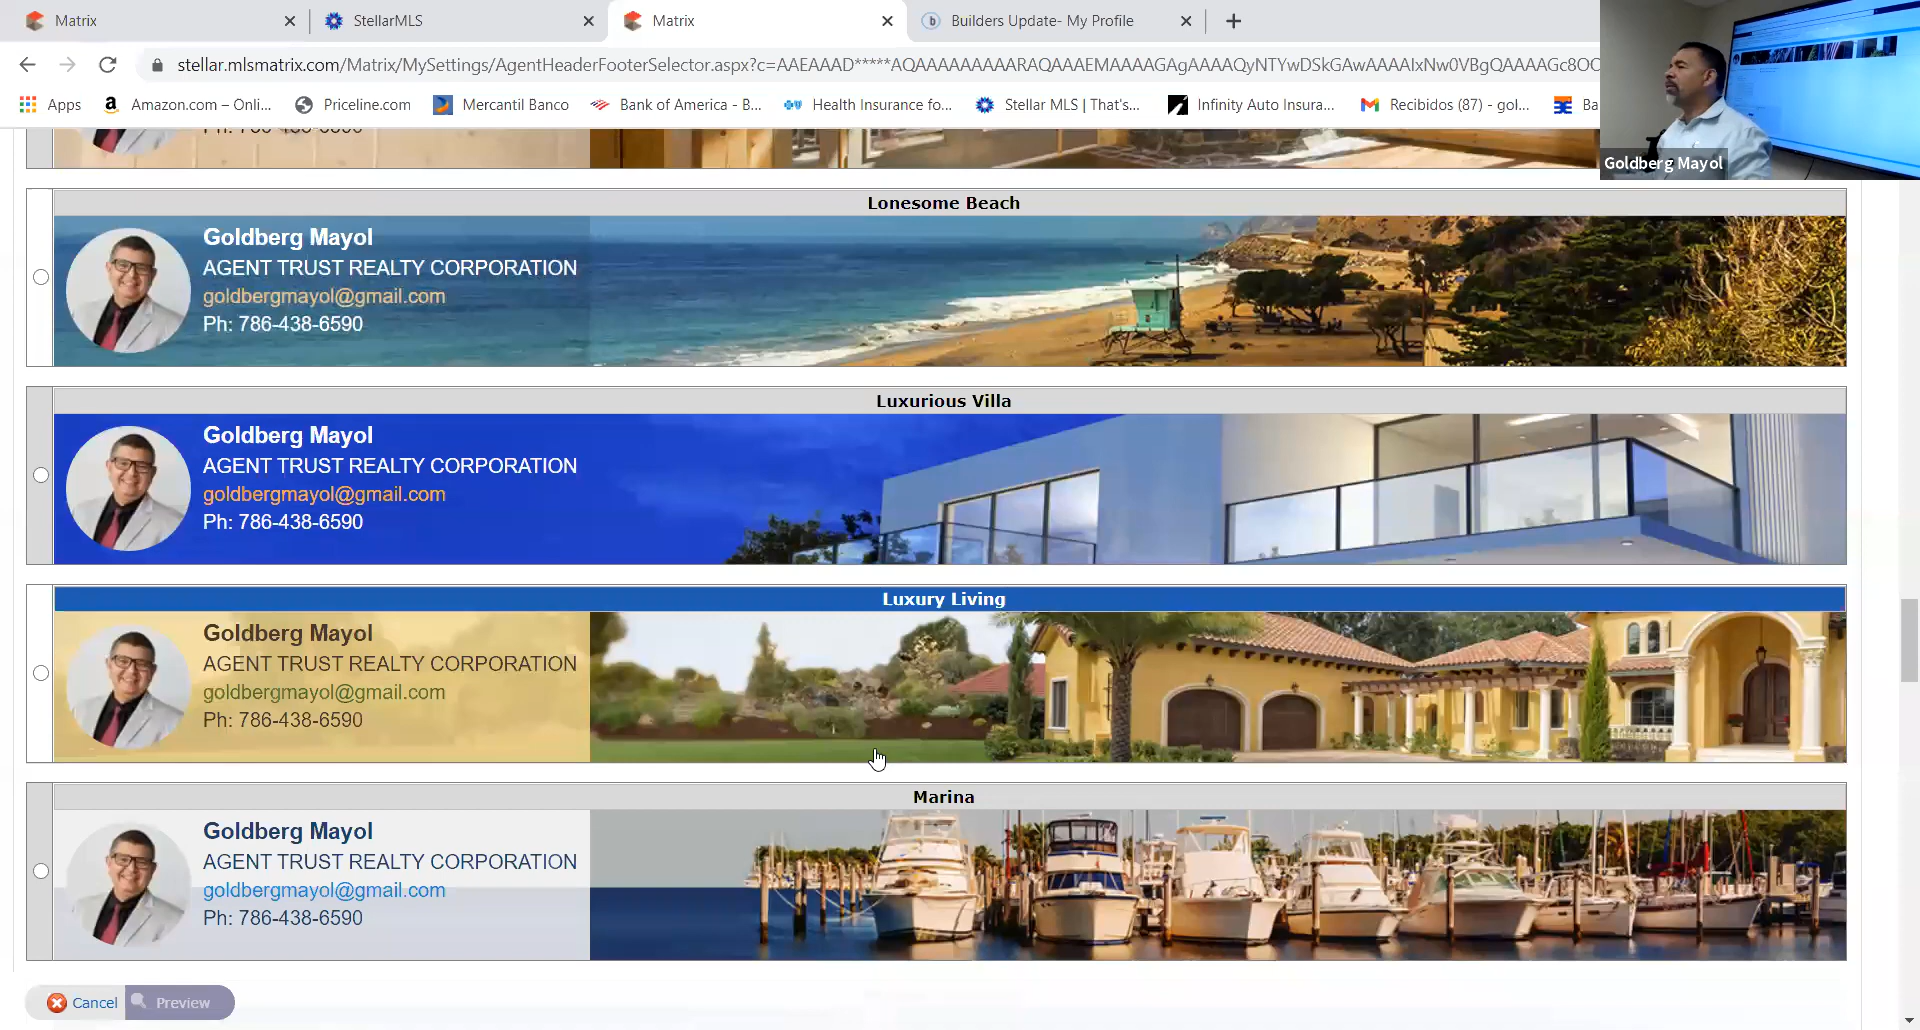 Matrix
StellarMLS
Matrix
Builders Update- My Profile
stellar.mlsmatrix.com/Matrix/MySettings/AgentHeaderFooterSelector.aspx?c=AAEAAAD*****AQAAAAAAAAARAQAAAEMAAAAGAgAAAAQyNTYwDSkGAwAAAAIxNw0VBgQAAAAGc8OC
Apps
Amazon.com – Onli...
Priceline.com
Mercantil Banco
Bank of America - B...
Health Insurance fo...
Stellar MLS | That's...
Infinity Auto Insura...
Recibidos (87) - gol...
Ba
Goldberg Mayol
Ph: 786-438-6590
Lonesome Beach
Goldberg Mayol
AGENT TRUST REALTY CORPORATION
goldbergmayol@gmail.com
Ph: 786-438-6590
Luxurious Villa
Goldberg Mayol
AGENT TRUST REALTY CORPORATION
goldbergmayol@gmail.com
Ph: 786-438-6590
Luxury Living
Goldberg Mayol
AGENT TRUST REALTY CORPORATION
goldbergmayol@gmail.com
Ph: 786-438-6590
Marina
Goldberg Mayol
AGENT TRUST REALTY CORPORATION
goldbergmayol@gmail.com
Ph: 786-438-6590
Cancel
Preview